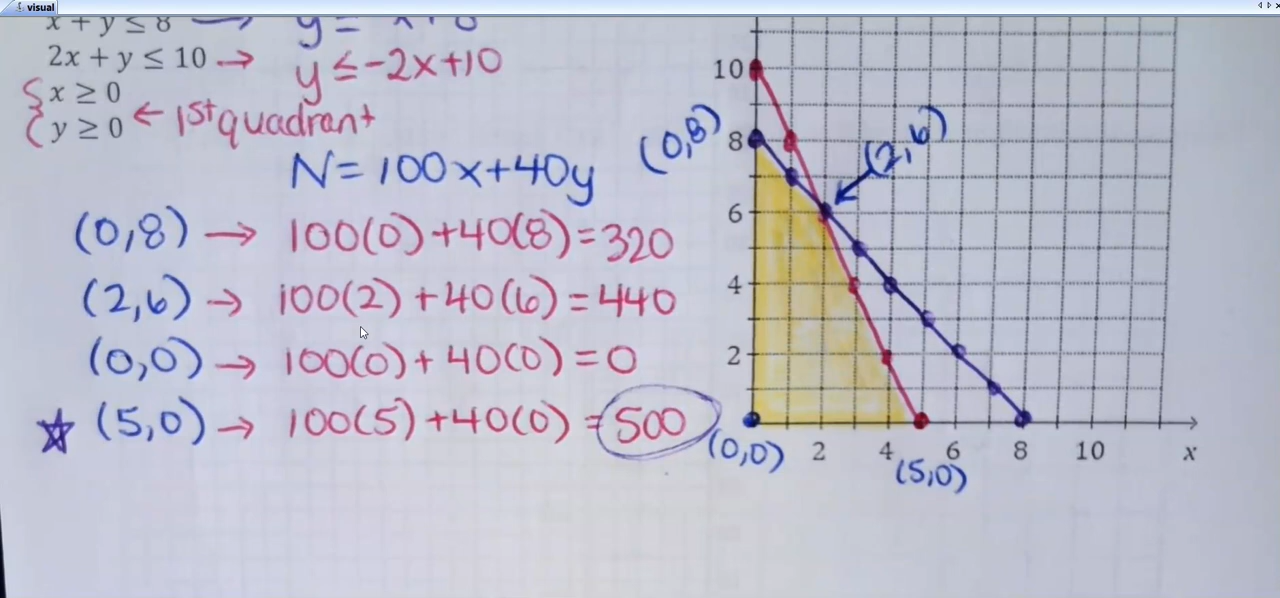 visual
x + y ≤ 8
2x + y ≤ 10 → y ≤ -2x+10
x ≥ 0
y ≥ 0 ← 1st quadrant
N = 100x+40y
(0,8) → 100(0)+40(8)=320
(2,6) → 100(2)+40(6)=440
(0,0) → 100(0)+40(0)=0
☆ (5,0) → 100(5)+40(0)=500
10
8
6
4
2
(0,8)
(2,6)
(0,0)
2 4 6 8 10 x
(5,0)